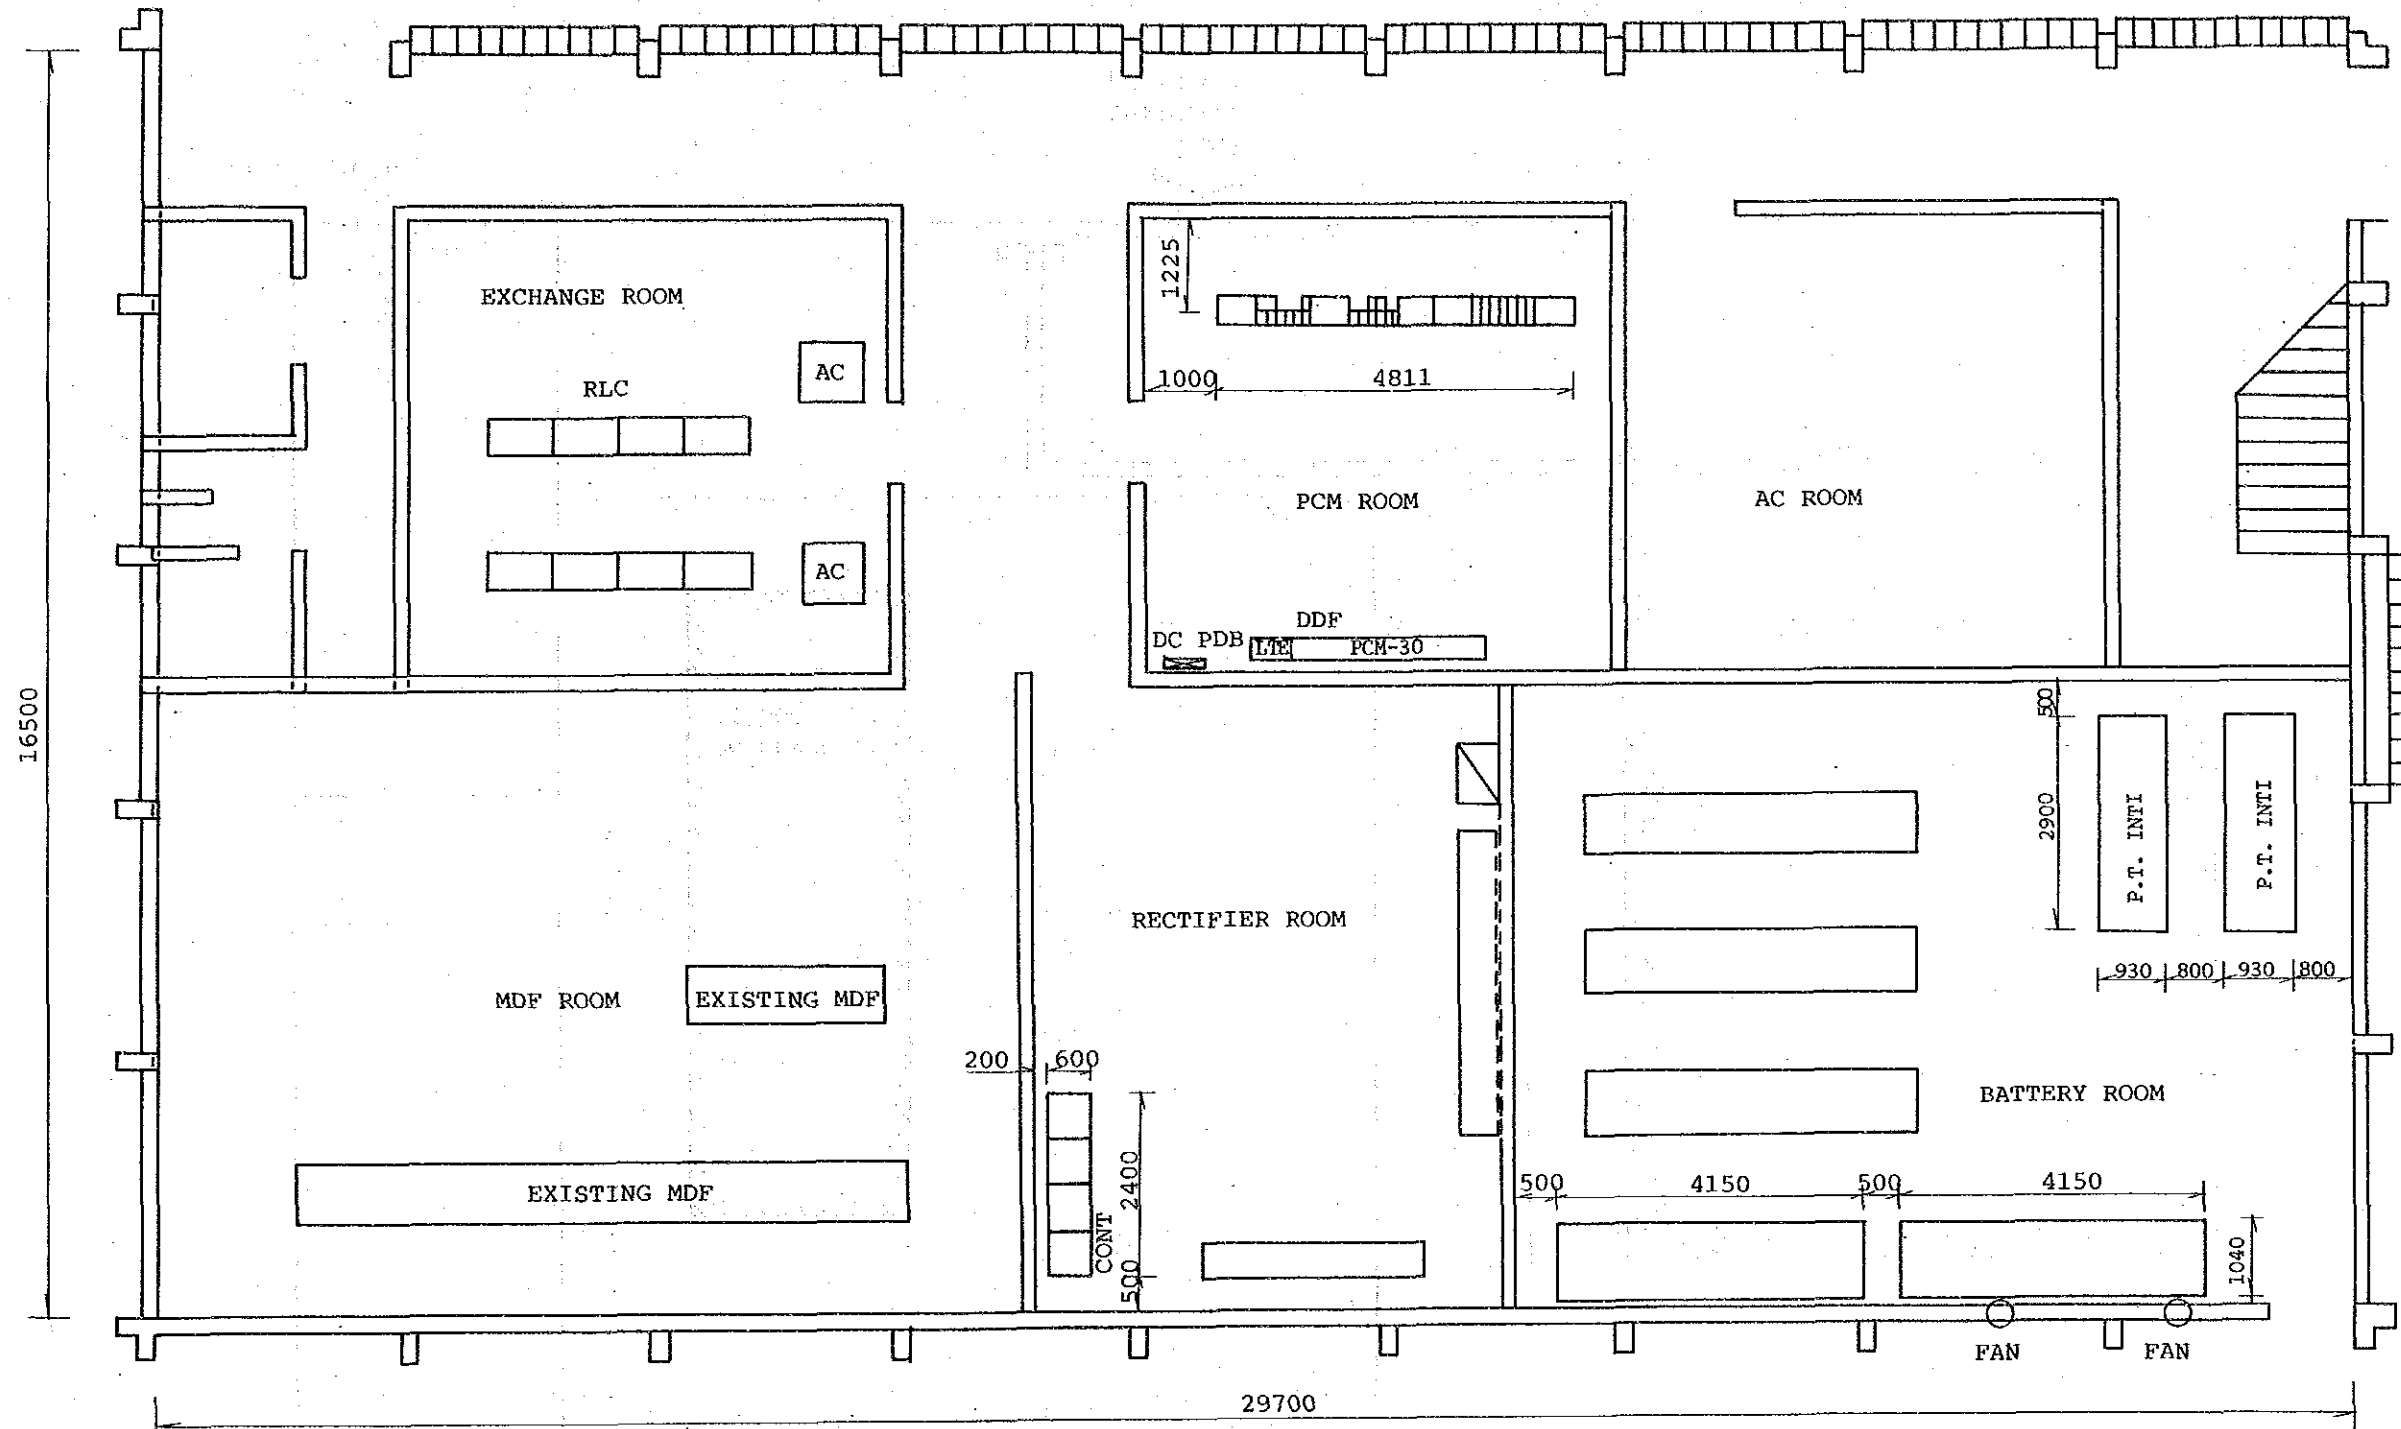 1225
EXCHANGE ROOM
AC
RLC
1000
4811
PCM ROOM
AC ROOM
AC
DDF
DC PDB
LTE
PCM-30
16500
500
2900
P.T. INTI
P.T. INTI
RECTIFIER ROOM
930
800
930
800
MDF ROOM
EXISTING MDF
200
600
BATTERY ROOM
2400
500
4150
500
4150
EXISTING MDF
CONT
1040
500
FAN
FAN
29700